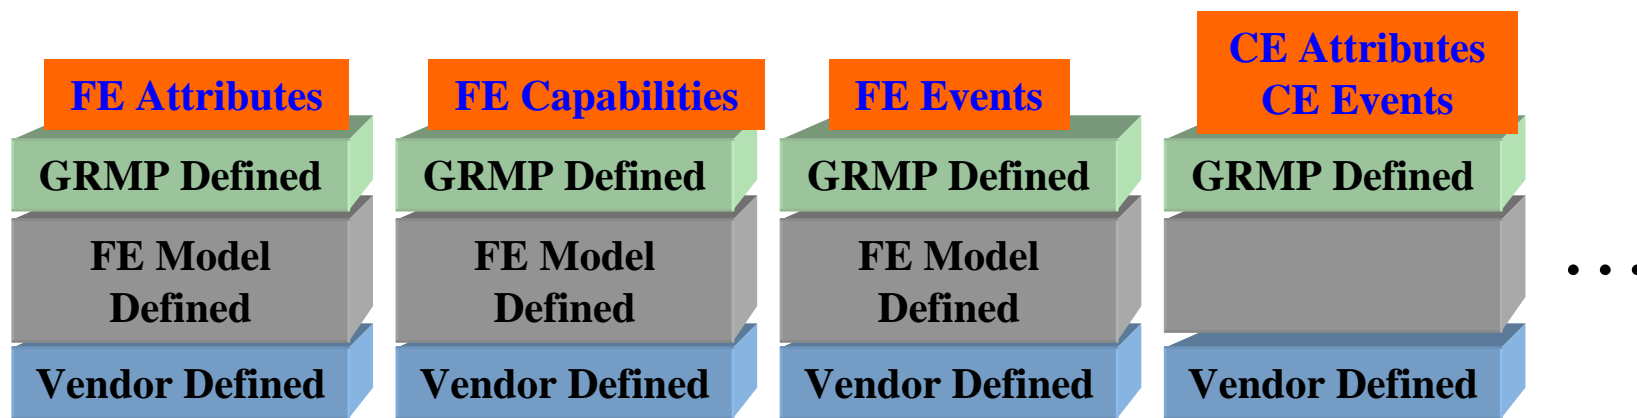 FE Attributes
GRMP Defined
FE Model
Defined
Vendor Defined
FE Capabilities
GRMP Defined
FE Model
Defined
Vendor Defined
FE Events
GRMP Defined
FE Model
Defined
Vendor Defined
CE Attributes
CE Events
GRMP Defined
Vendor Defined
. . .